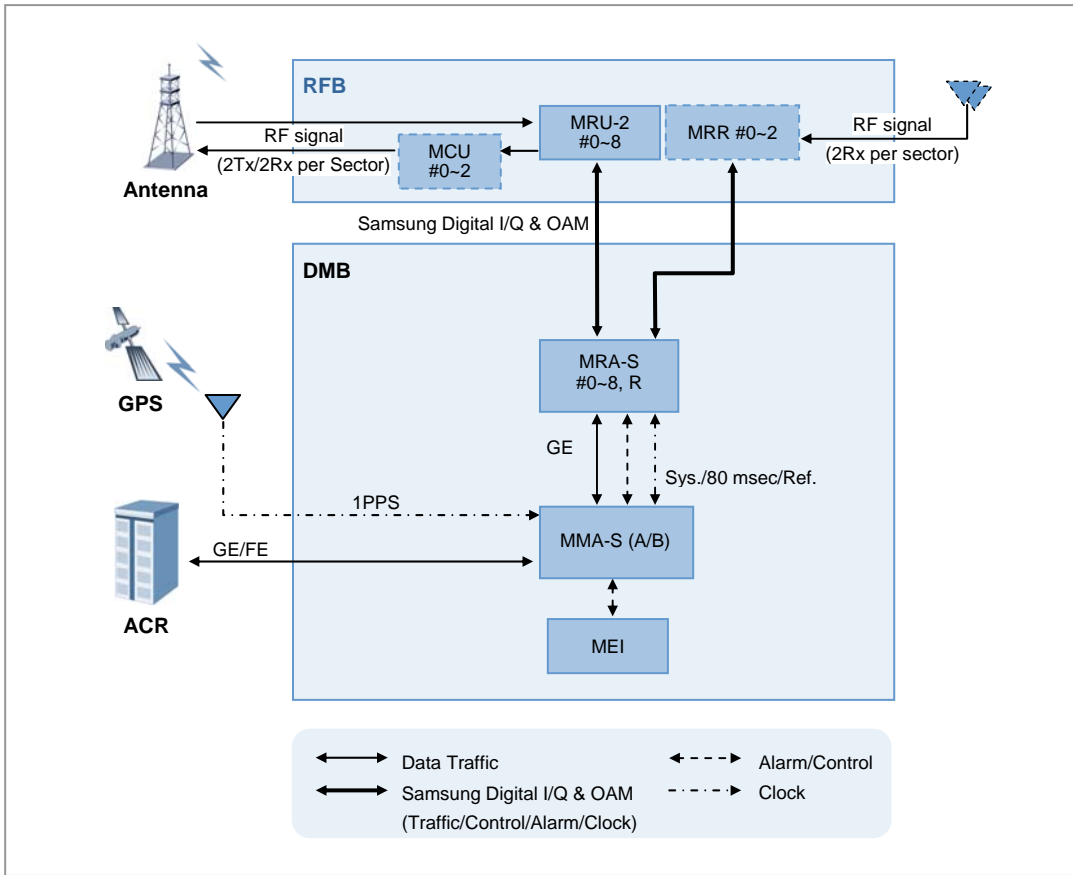 RFB
MRU-2
#0~8
MRR #0~2
RF signal
(2Tx/2Rx per Sector)
MCU
#0~2
RF signal
(2Rx per sector)
Antenna
Samsung Digital I/Q & OAM
DMB
MRA-S
#0~8, R
GPS
GE
Sys./80 msec/Ref.
1PPS
MMA-S (A/B)
GE/FE
ACR
MEI
Data Traffic
Alarm/Control
Samsung Digital I/Q & OAM
Clock
(Traffic/Control/Alarm/Clock)